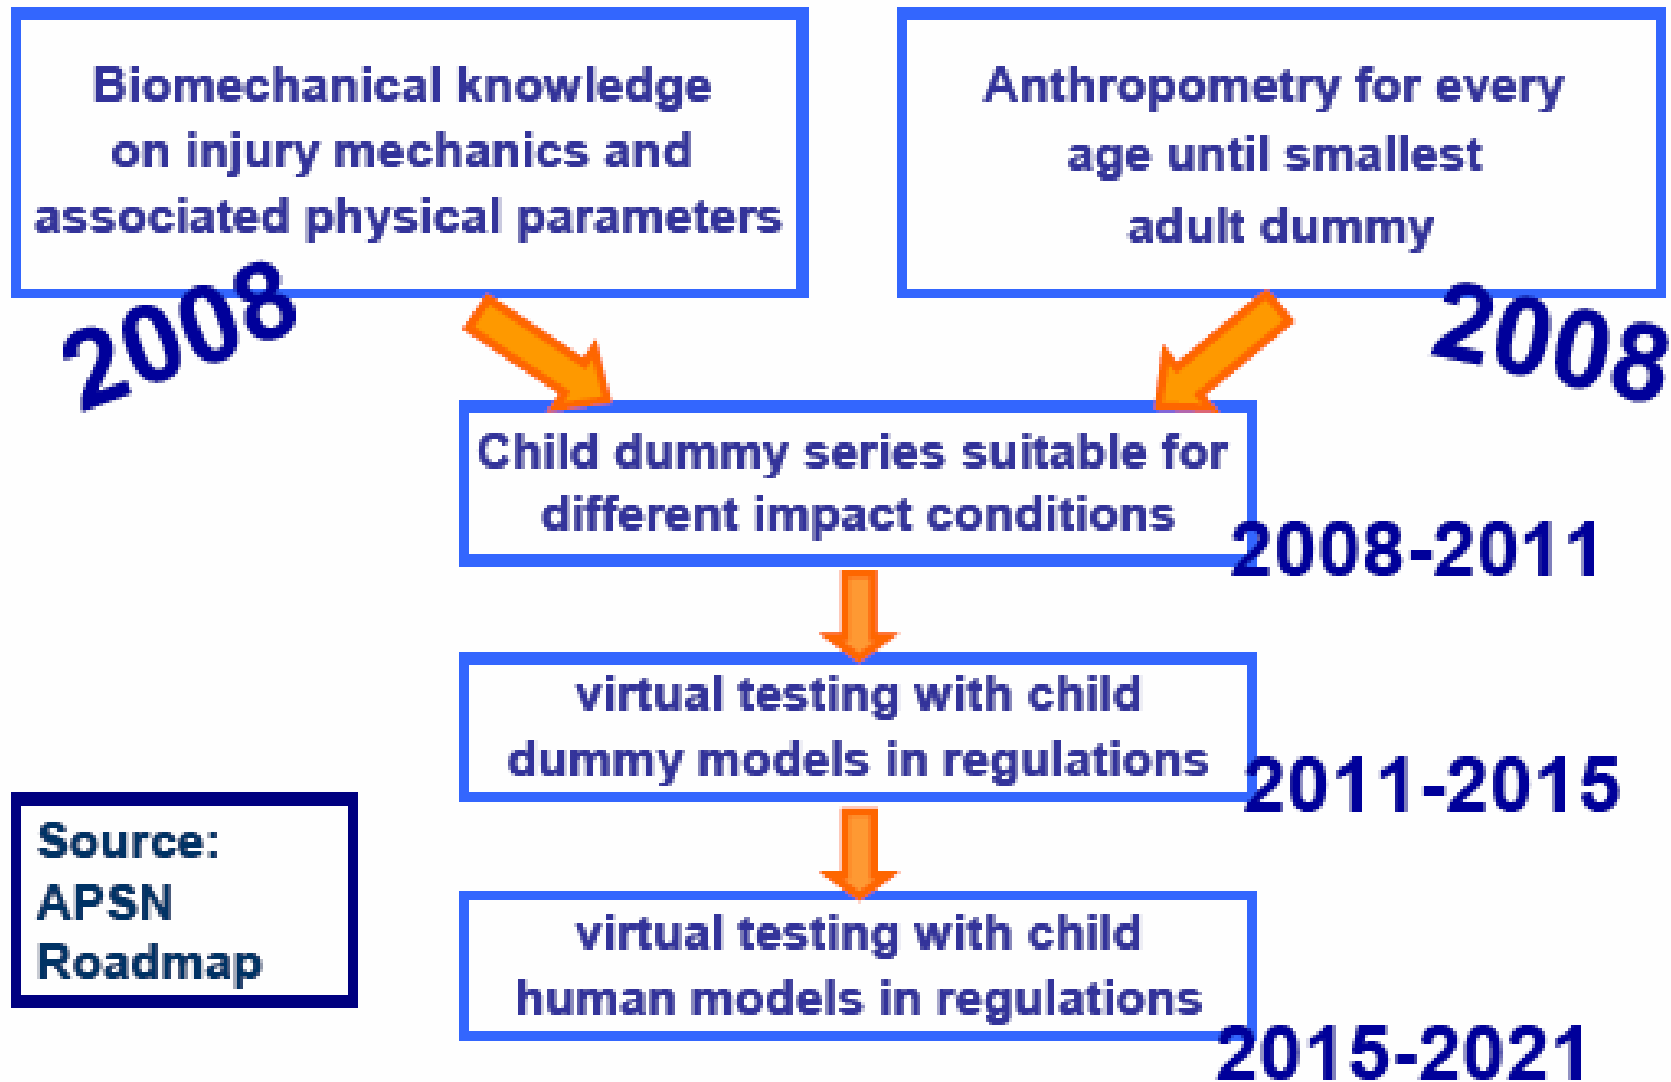 Biomechanical knowledge
on injury mechanics and
associated physical parameters
2008
Anthropometry for every
age until smallest
adult dummy
2008
Child dummy series suitable for
different impact conditions
2008-2011
virtual testing with child
dummy models in regulations
2011-2015
Source:
APSN
Roadmap
virtual testing with child
human models in regulations
2015-2021